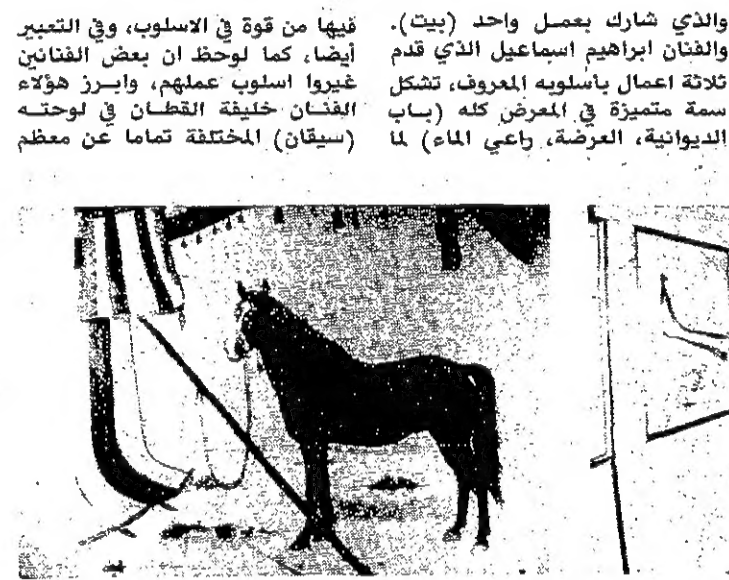 والذي شارك بعمل واحد (بيت).
والفنان ابراهيم اسماعيل الذي قدم
ثلاثة اعمال بأسلوبه المعروف، تشكل
سمة متميزة في المعرض كله (باب
الديوانية، العرضة، راعي الماء) لما
فيها من قوة في الاسلوب، وفي التعبير
أيضا، كما لوحظ ان بعض الفنانين
غيروا اسلوب عملهم، وابرز هؤلاء
الفنان خليفة القطان في لوحته
(سيقان) المختلفة تماما عن معظم